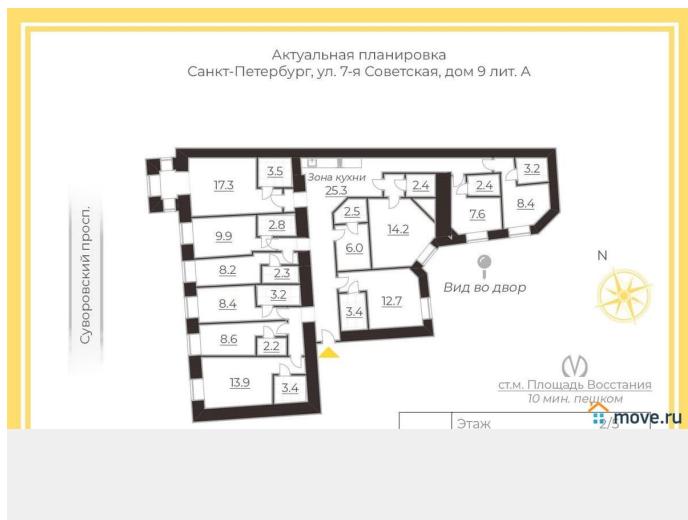 Актуальная планировка
Санкт-Петербург, ул. 7-я Советская, дом 9 лит. А
Суворовский просп.
17.3
3.5
Зона кухни
25.3
2.4
2.4
3.2
9.9
2.8
2.5
14.2
7.6
8.4
8.2
2.3
6.0
8.4
3.2
3.4
12.7
8.6
2.2
13.9
3.4
Вид во двор
N
ст.м. Площадь Восстания
10 мин. пешком
move.ru
Этаж 2/5